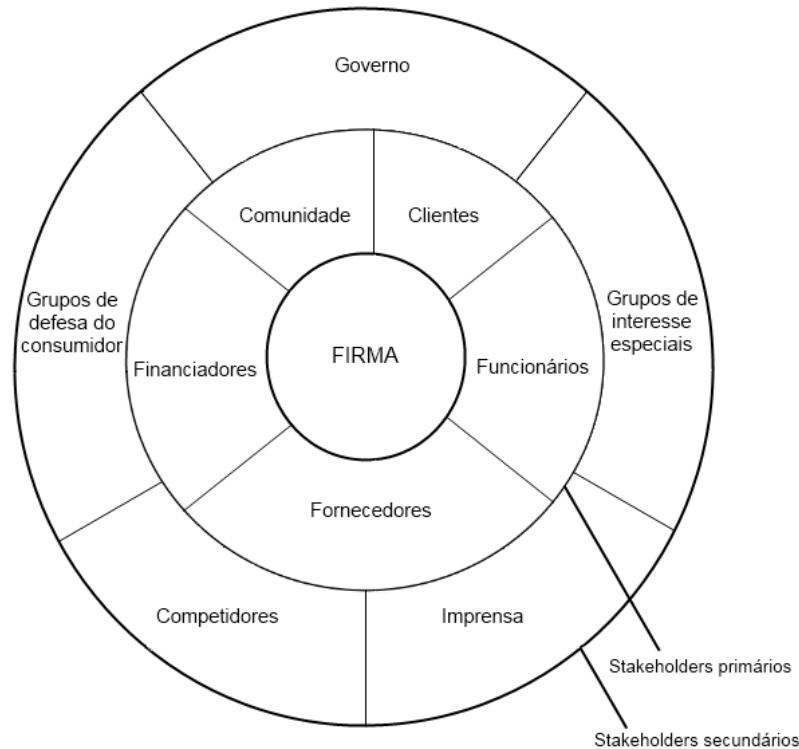 Governo
Comunidade
Clientes
Grupos de
defesa do
consumidor
Grupos de
interesse
especiais
Financiadores
FIRMA
Funcionários
Fornecedores
Competidores
Imprensa
Stakeholders primários
Stakeholders secundários